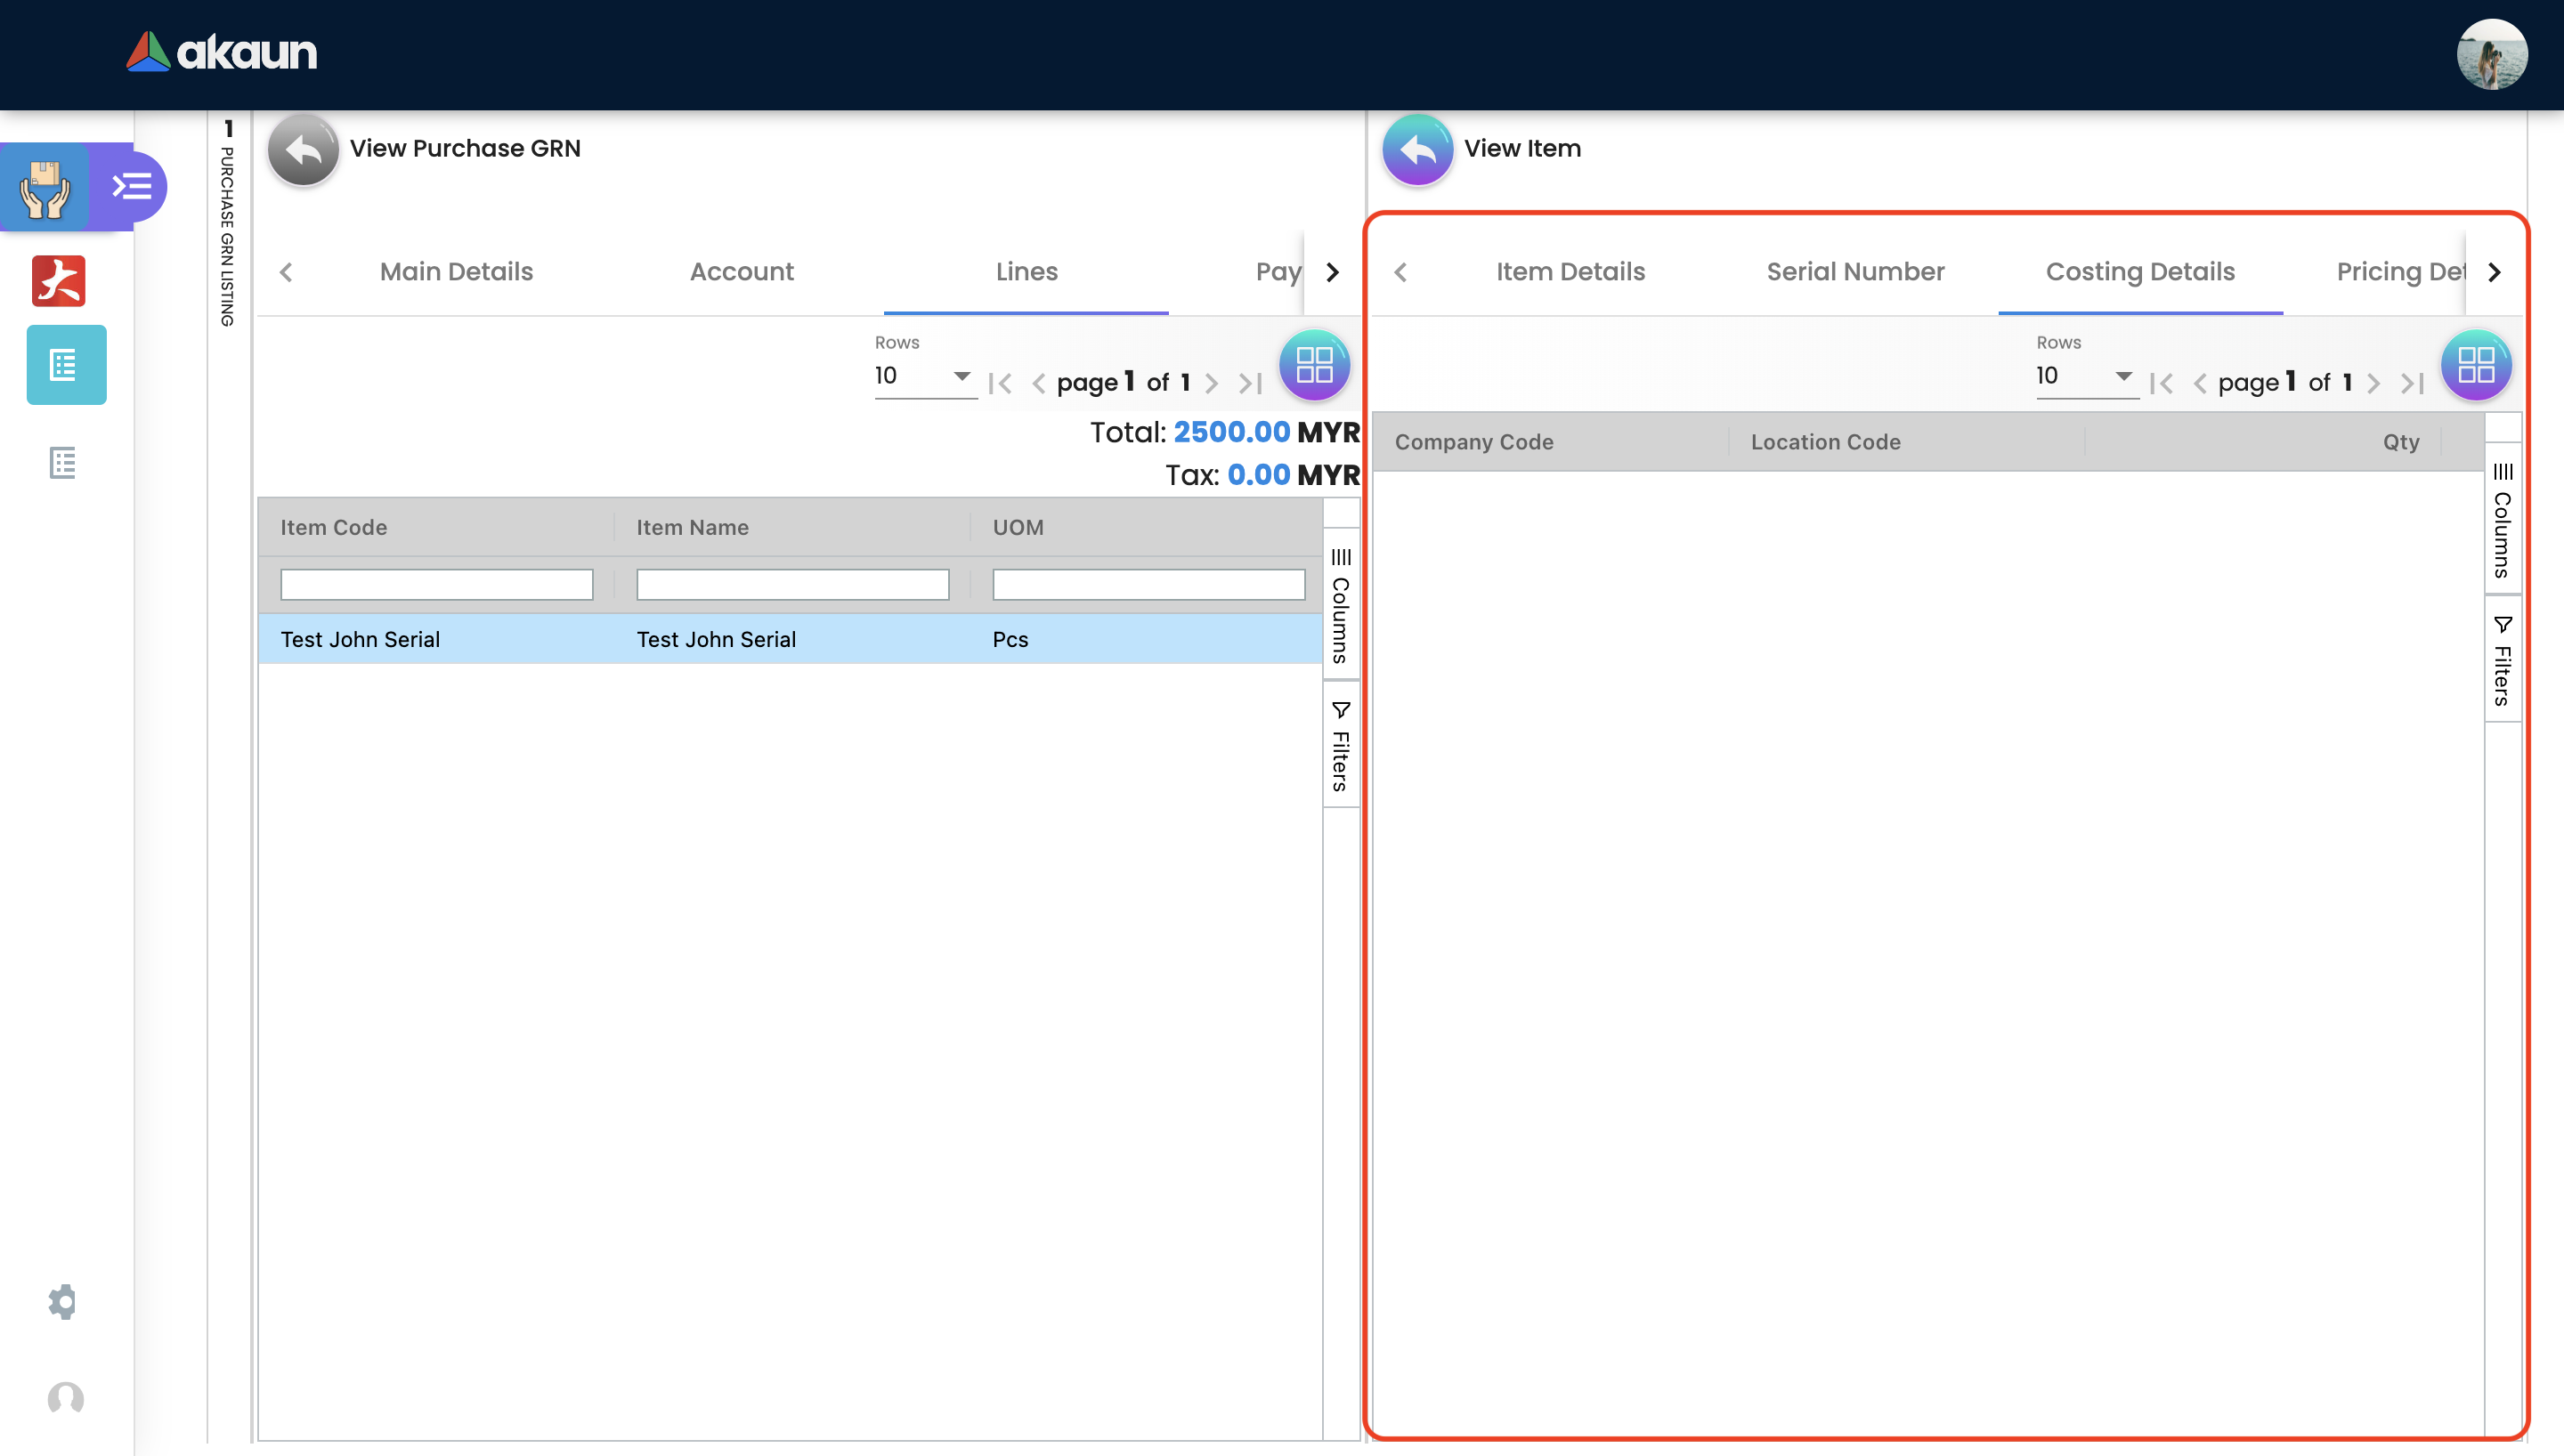 akaun
1 PURCHASE GRN LISTING
View Purchase GRN
Main Details
Account
Lines
Pay
Rows
10
page 1 of 1
Total: 2500.00 MYR
Tax: 0.00 MYR
Item Code
Item Name
UOM
Test John Serial
Test John Serial
Pcs
Columns
Filters
View Item
Item Details
Serial Number
Costing Details
Pricing Det
Rows
10
page 1 of 1
Company Code
Location Code
Qty
Columns
Filters